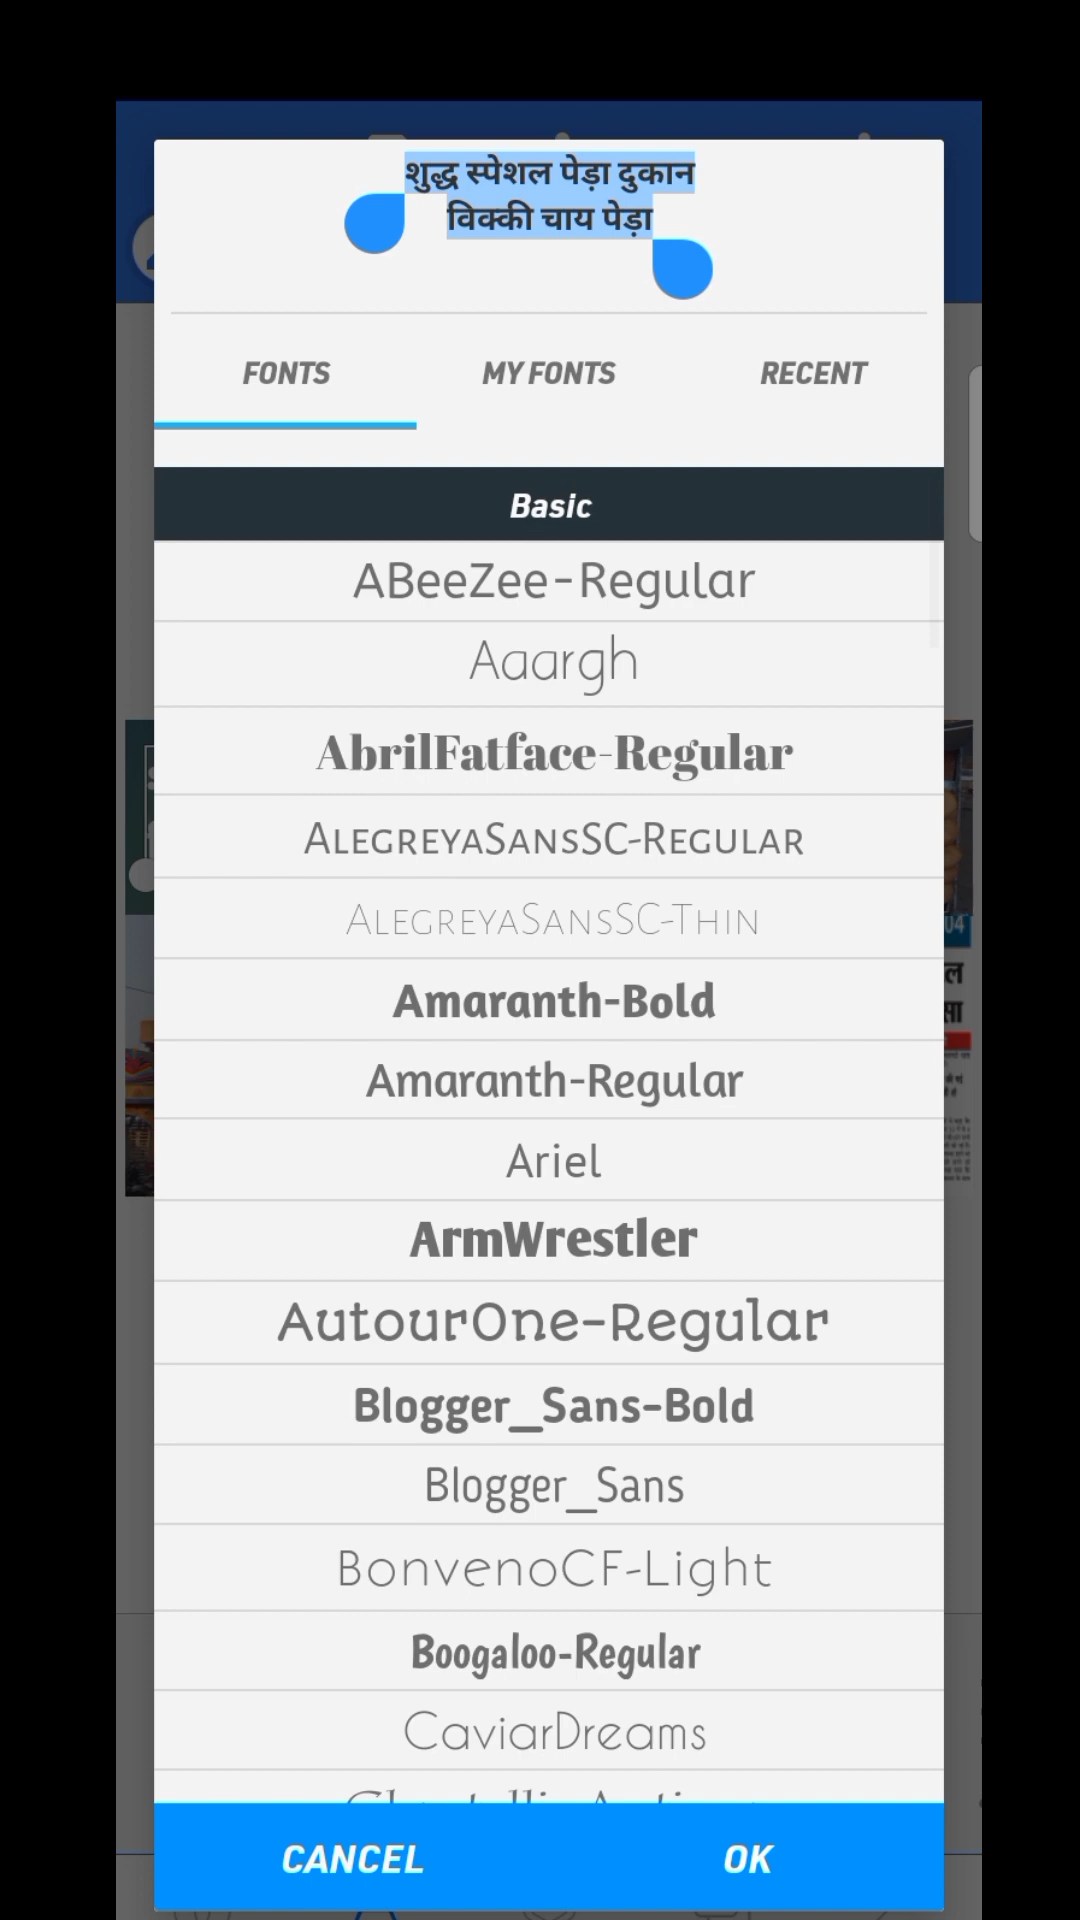 शुद्ध स्पेशल पेड़ा दुकान
विक्की चाय पेड़ा
FONTS MY FONTS RECENT
Basic
ABeeZee-Regular
Aaargh
AbrilFatface-Regular
AlegreyaSansSC-Regular
AlegreyaSansSC-Thin
04
ल
Amaranth-Bold
सा
Amaranth-Regular
Ariel
ArmWrestler
AutourOne-Regular
Blogger_Sans-Bold
Blogger_Sans
BonvenoCF-Light
Boogaloo-Regular
CaviarDreams
CANCEL OK